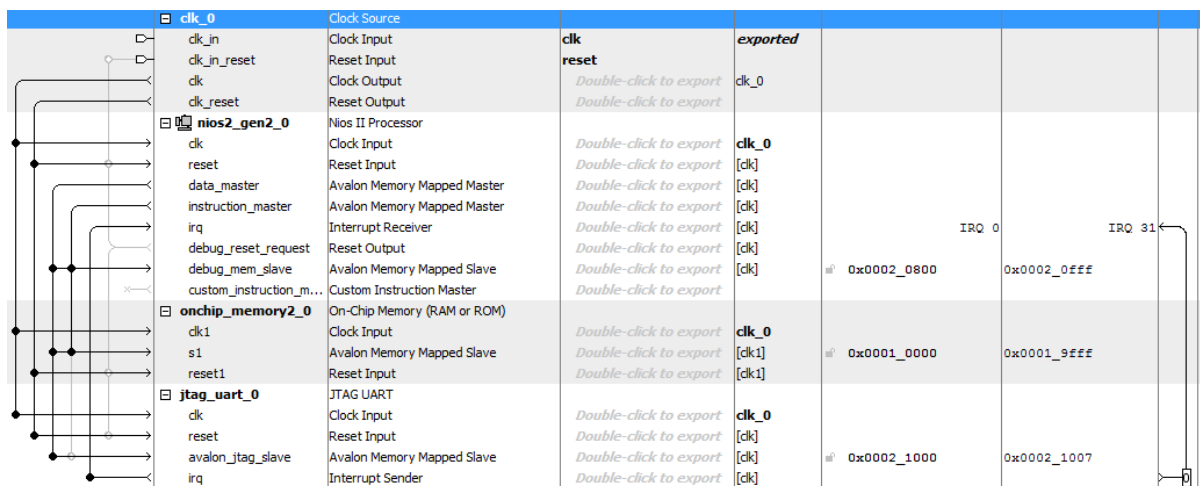 clk_0 Clock Source
clk_in Clock Input clk exported
clk_in_reset Reset Input reset
clk Clock Output Double-click to export clk_0
clk_reset Reset Output Double-click to export
nios2_gen2_0 Nios II Processor
clk Clock Input Double-click to export clk_0
reset Reset Input Double-click to export [clk]
data_master Avalon Memory Mapped Master Double-click to export [clk]
instruction_master Avalon Memory Mapped Master Double-click to export [clk]
irq Interrupt Receiver Double-click to export [clk] IRQ 0 IRQ 31
debug_reset_request Reset Output Double-click to export [clk]
debug_mem_slave Avalon Memory Mapped Slave Double-click to export [clk] 0x0002_0800 0x0002_0fff
custom_instruction_m... Custom Instruction Master Double-click to export
onchip_memory2_0 On-Chip Memory (RAM or ROM)
clk1 Clock Input Double-click to export clk_0
s1 Avalon Memory Mapped Slave Double-click to export [clk1] 0x0001_0000 0x0001_9fff
reset1 Reset Input Double-click to export [clk1]
jtag_uart_0 JTAG UART
clk Clock Input Double-click to export clk_0
reset Reset Input Double-click to export [clk]
avalon_jtag_slave Avalon Memory Mapped Slave Double-click to export [clk] 0x0002_1000 0x0002_1007
irq Interrupt Sender Double-click to export [clk] 0